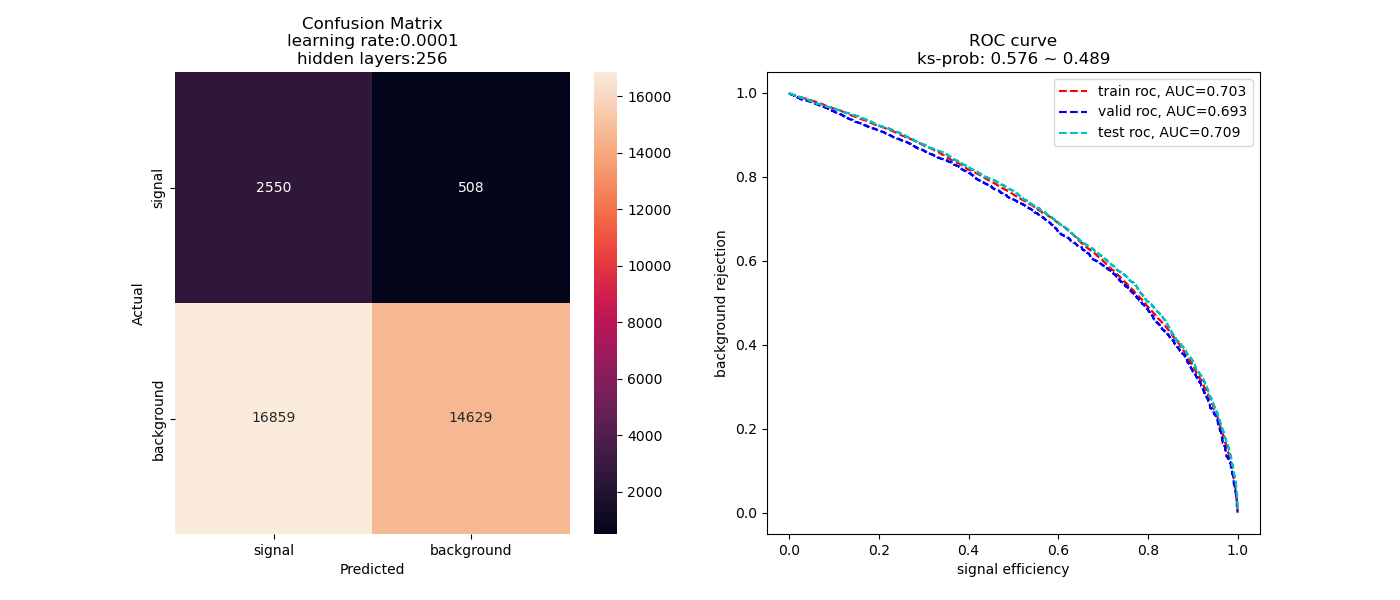 Confusion Matrix
learning rate:0.0001
hidden layers:256
signal
background
Actual
2550
508
16859
14629
signal
background
Predicted
16000
14000
12000
10000
8000
6000
4000
2000
ROC curve
ks-prob: 0.576 ~ 0.489
train roc, AUC=0.703
valid roc, AUC=0.693
test roc, AUC=0.709
background rejection
1.0
0.8
0.6
0.4
0.2
0.0
0.0
0.2
0.4
0.6
0.8
1.0
signal efficiency